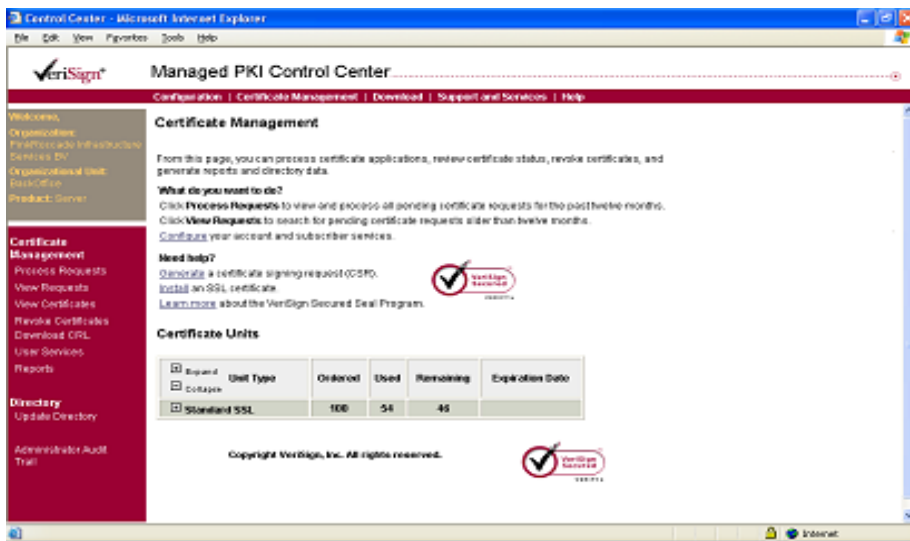 Control Center - Microsoft Internet Explorer
File Edit View Favorites Tools Help
VeriSign®
Managed PKI Control Center
Configuration | Certificate Management | Download | Support and Services | Help
Welcome,
Organization:
PinkRoccade Infrastructure
Services BV
Organizational Unit:
BackOffice
Product: Server
Certificate Management
From this page, you can process certificate applications, review certificate status, revoke certificates, and
generate reports and directory data.
What do you want to do?
Click Process Requests to view and process all pending certificate requests for the past twelve months.
Click View Requests to search for pending certificate requests older than twelve months.
Configure your account and subscriber services.
Need help?
Generate a certificate signing request (CSR).
Install an SSL certificate.
Learn more about the VeriSign Secured Seal Program.
VeriSign
Secured
VERIFY
Certificate
Management
Process Requests
View Requests
View Certificates
Revoke Certificates
Download CRL
User Services
Reports
Directory
Update Directory
Administrator Audit
Trail
Certificate Units
Expand
Collapse
Unit Type Ordered Used Remaining Expiration Date
Standard SSL 100 54 46
Copyright VeriSign, Inc. All rights reserved.
VeriSign
Secured
VERIFY
Internet